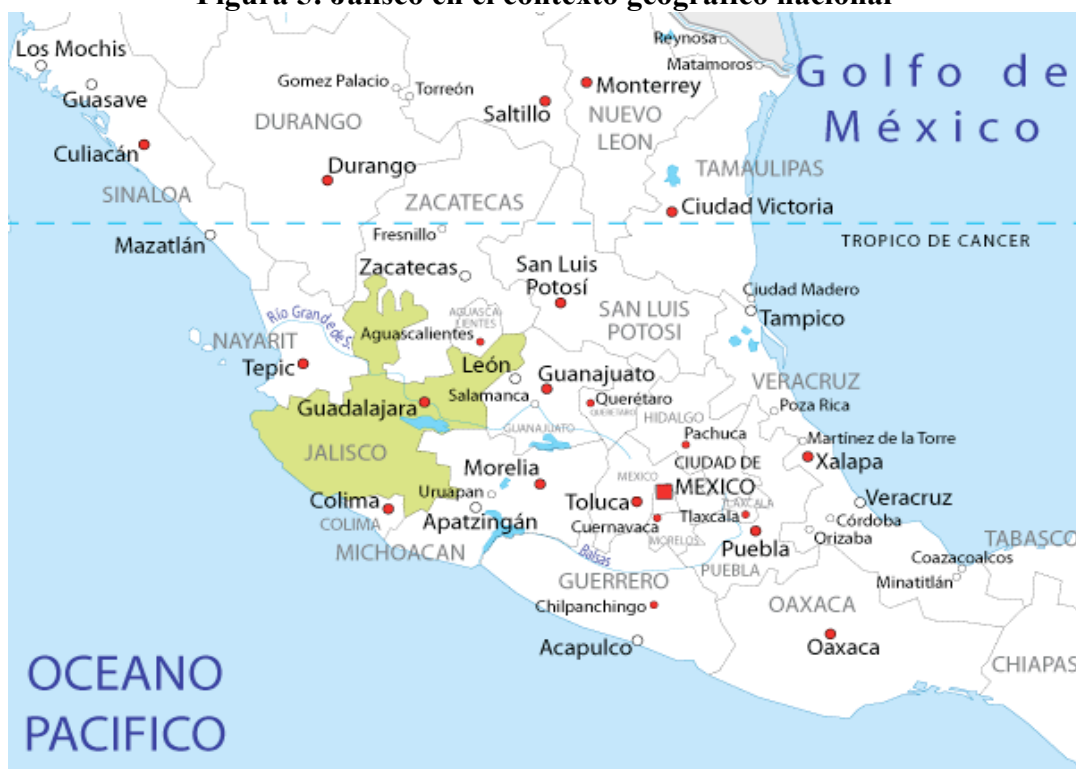 Figura 5. Jalisco en el contexto geográfico nacional
Los Mochis
Guasave
Culiacán
SINALOA
Mazatlán
Gomez Palacio
Torreón
DURANGO
Durango
Saltillo
Monterrey
NUEVO
LEON
Reynosa
Matamoros
Golfo de
México
TAMAULIPAS
Ciudad Victoria
TROPICO DE CANCER
ZACATECAS
Fresnillo
Zacatecas
San Luis
Potosí
SAN LUIS
POTOSI
Ciudad Madero
Tampico
Río Grande de S.
NAYARIT
Tepic
AGUASCA
LIENTES
Aguascalientes
León
Salamanca
Guanajuato
GUANAJUATO
Querétaro
QUERETARO
HIDALGO
Pachuca
VERACRUZ
Poza Rica
Martínez de la Torre
Xalapa
Veracruz
Córdoba
Orizaba
Guadalajara
JALISCO
Colima
COLIMA
Morelia
Uruapan
Apatzingán
MICHOACAN
MEXICO
CIUDAD DE
MEXICO
Toluca
Cuernavaca
MORELOS
TLAXCALA
Tlaxcala
Puebla
PUEBLA
Balsas
GUERRERO
Chilpanchingo
Acapulco
OAXACA
Oaxaca
TABASCO
Coazacoalcos
Minatitlán
CHIAPAS
OCEANO
PACIFICO